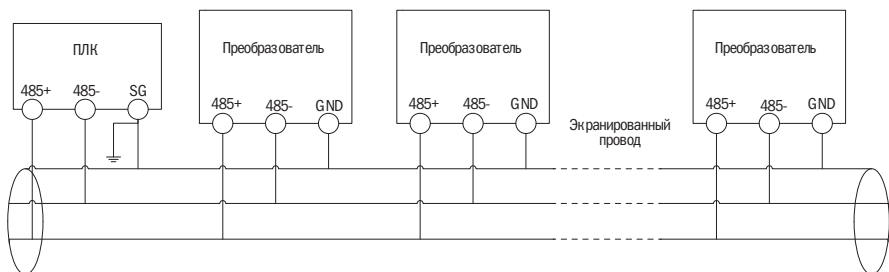 ПЛК
485+ 485- SG
Преобразователь
485+ 485- GND
Преобразователь
485+ 485- GND
Экранированный
провод
Преобразователь
485+ 485- GND